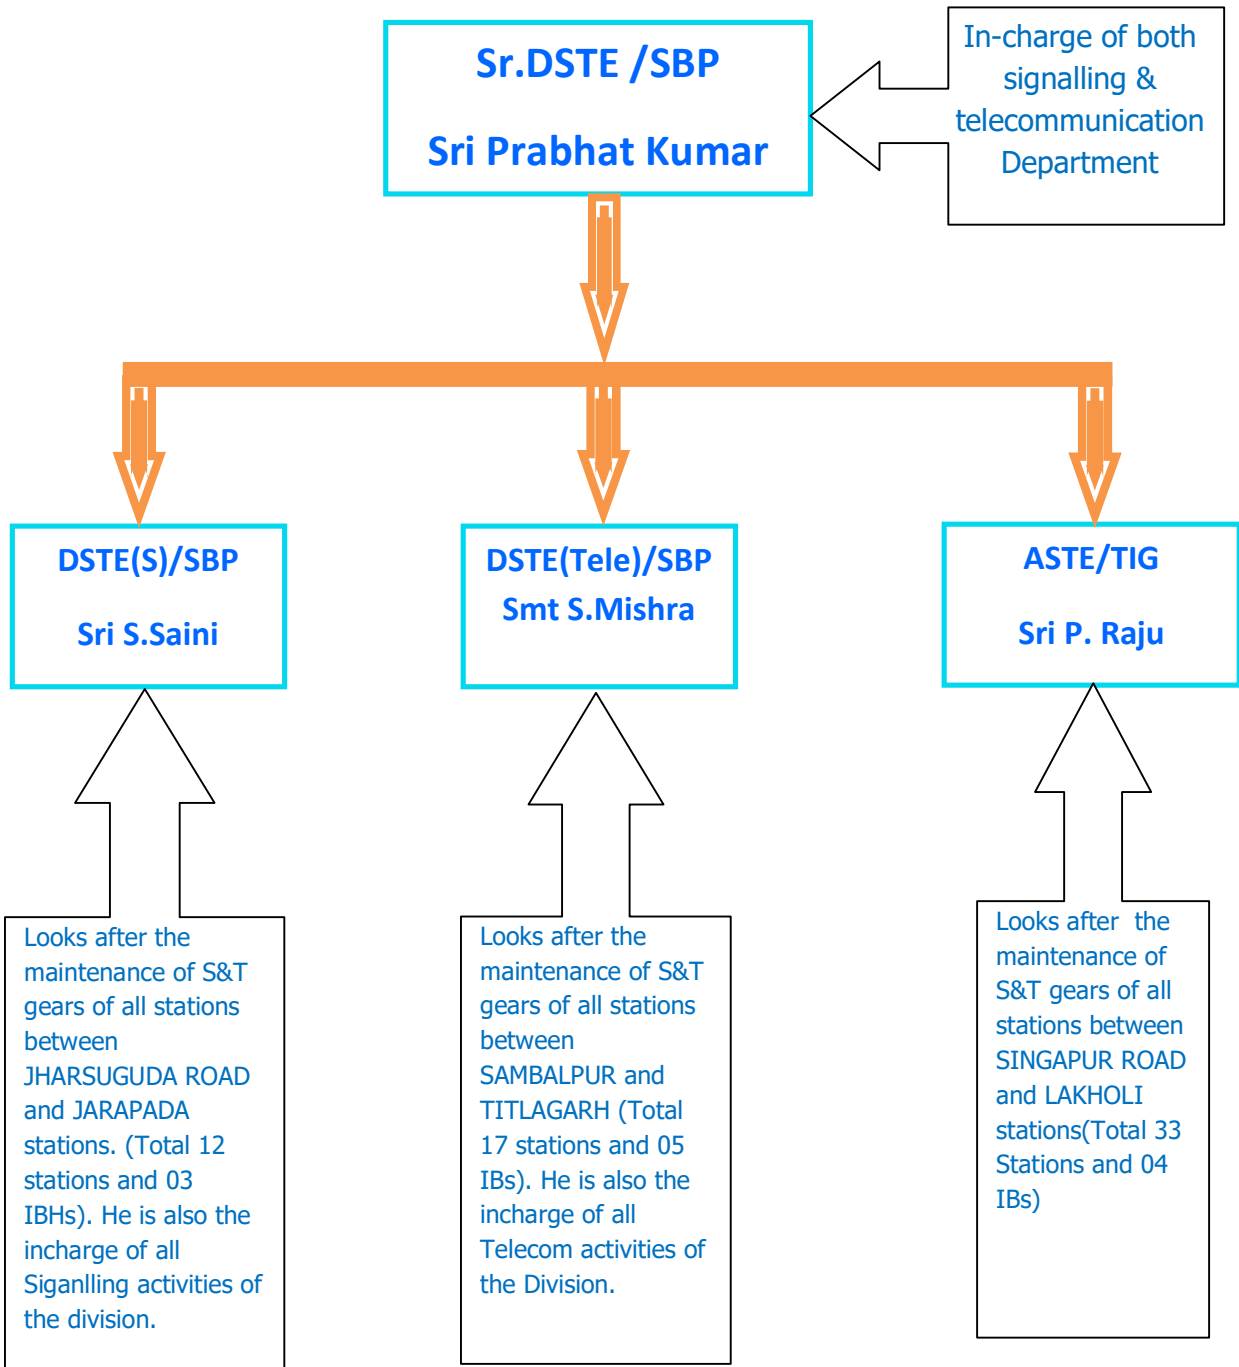 Sr.DSTE /SBP
Sri Prabhat Kumar
In-charge of both
signalling &
telecommunication
Department
DSTE(S)/SBP
Sri S.Saini
DSTE(Tele)/SBP
Smt S.Mishra
ASTE/TIG
Sri P. Raju
Looks after the
maintenance of S&T
gears of all stations
between
JHARSUGUDA ROAD
and JARAPADA
stations. (Total 12
stations and 03
IBHs). He is also the
incharge of all
Siganlling activities of
the division.
Looks after the
maintenance of S&T
gears of all stations
between
SAMBALPUR and
TITLAGARH (Total
17 stations and 05
IBs). He is also the
incharge of all
Telecom activities of
the Division.
Looks after  the
maintenance of
S&T gears of all
stations between
SINGAPUR ROAD
and LAKHOLI
stations(Total 33
Stations and 04
IBs)